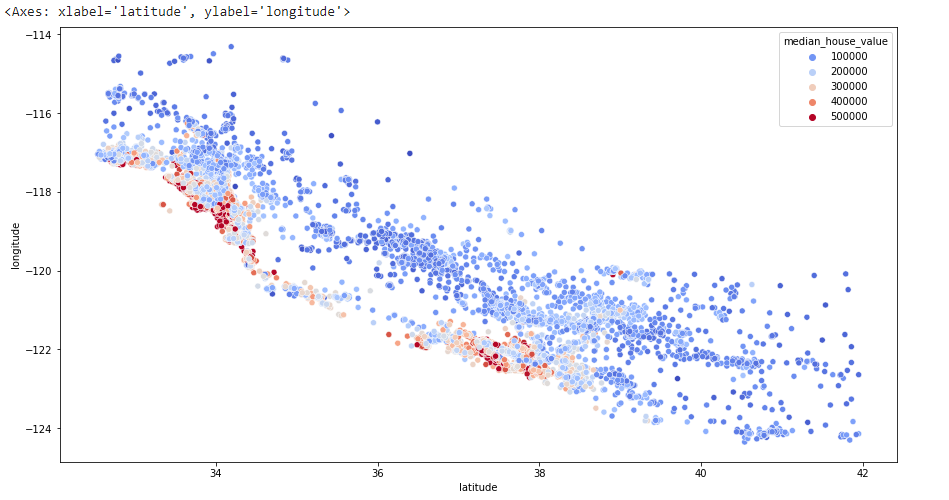 <Axes: xlabel='latitude', ylabel='longitude'>
−114
−116
−118
−120
−122
−124
longitude
median_house_value
100000
200000
300000
400000
500000
34 36 38 40 42
latitude